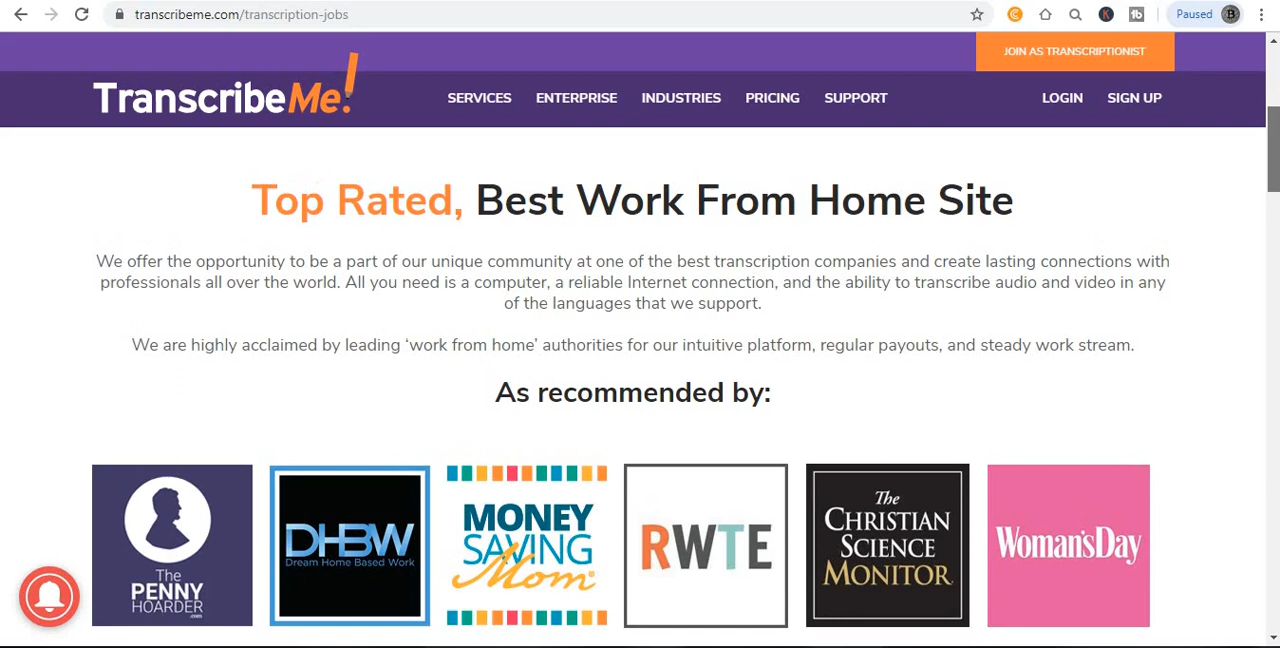 transcribeme.com/transcription-jobs
Paused
JOIN AS TRANSCRIPTIONIST
TranscribeMe!
SERVICES ENTERPRISE INDUSTRIES PRICING SUPPORT LOGIN SIGN UP
Top Rated, Best Work From Home Site
We offer the opportunity to be a part of our unique community at one of the best transcription companies and create lasting connections with
professionals all over the world. All you need is a computer, a reliable Internet connection, and the ability to transcribe audio and video in any
of the languages that we support.
We are highly acclaimed by leading ‘work from home’ authorities for our intuitive platform, regular payouts, and steady work stream.
As recommended by:
The
PENNY
HOARDER
.com
DHBW
Dream Home Based Work
MONEY
SAVING
Mom®
RWTE
The
CHRISTIAN
SCIENCE
MONITOR
Woman'sDay